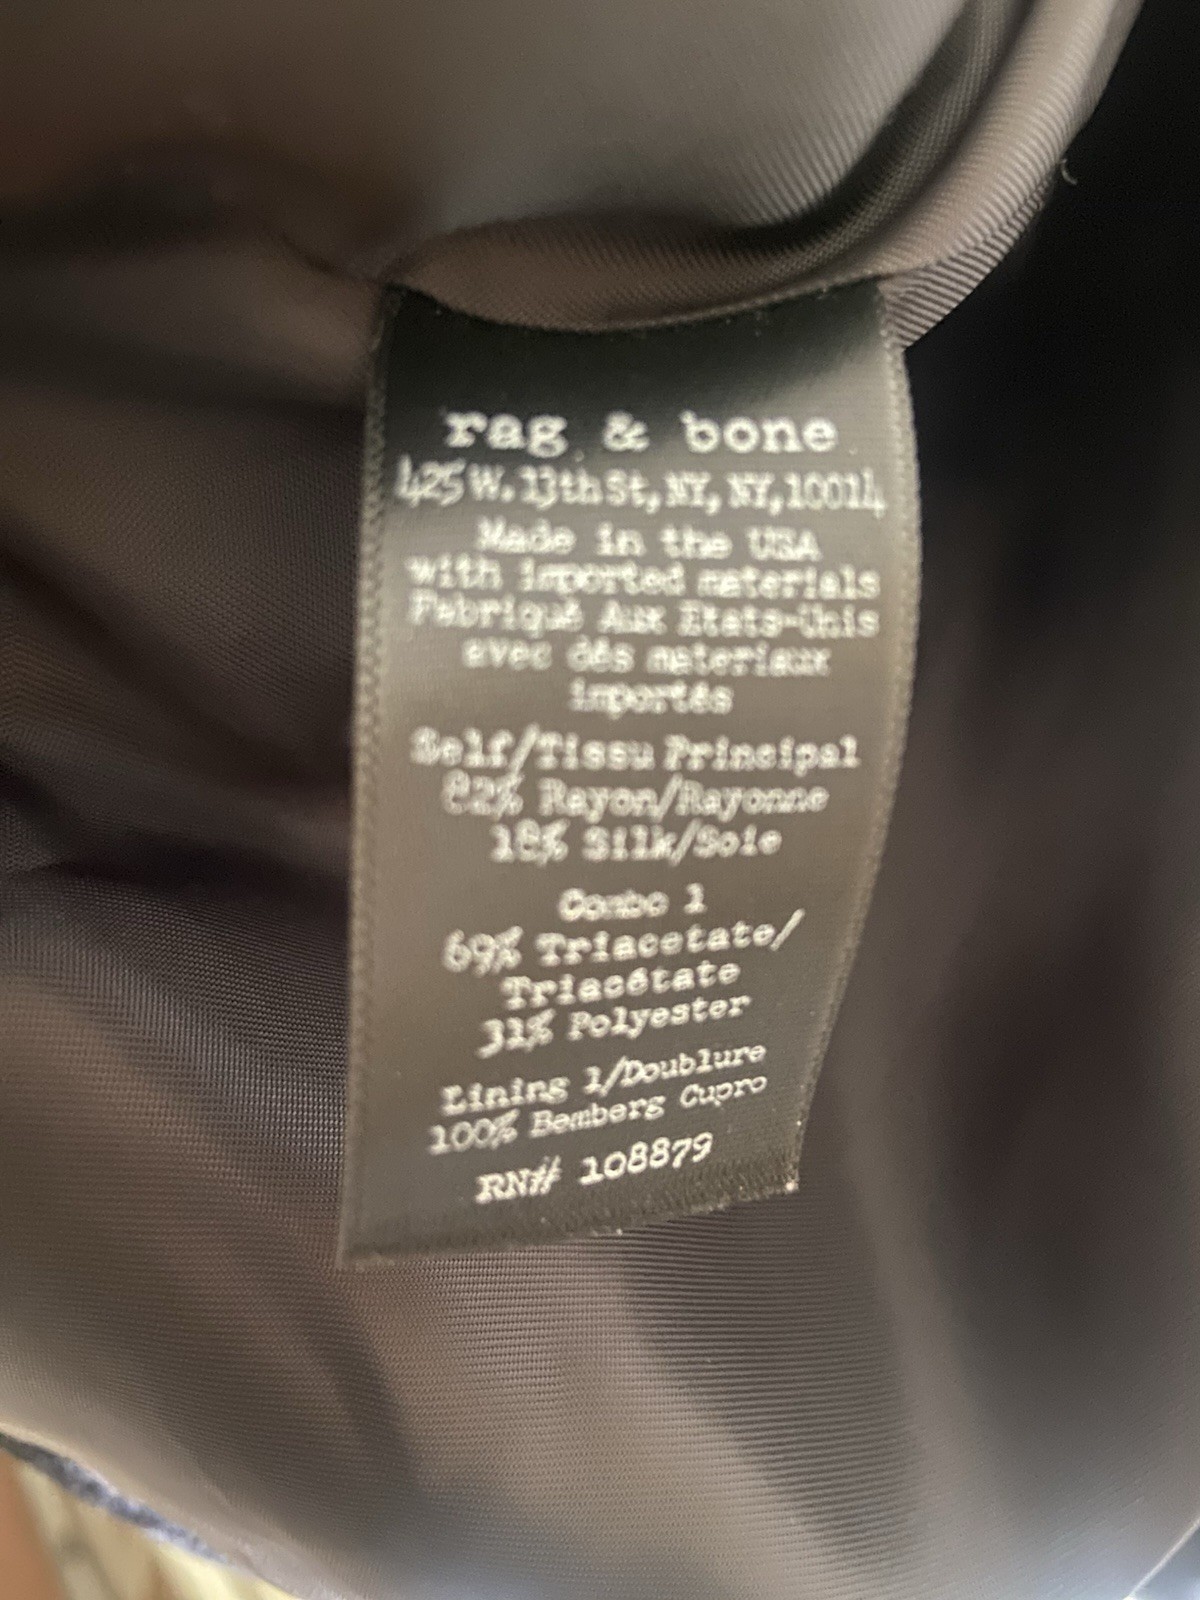 rag & bone
425 W. 13th St, NY, NY, 10014
Made in the USA
with imported materials
Fabriqué Aux Etats-Unis
avec dés materiaux
importés
Self/Tissu Principal
82% Rayon/Rayonne
18% Silk/Soie
Combo 1
69% Triacetate/
Triacétate
31% Polyester
Lining 1/Doublure
100% Bemberg Cupro
RN# 108879